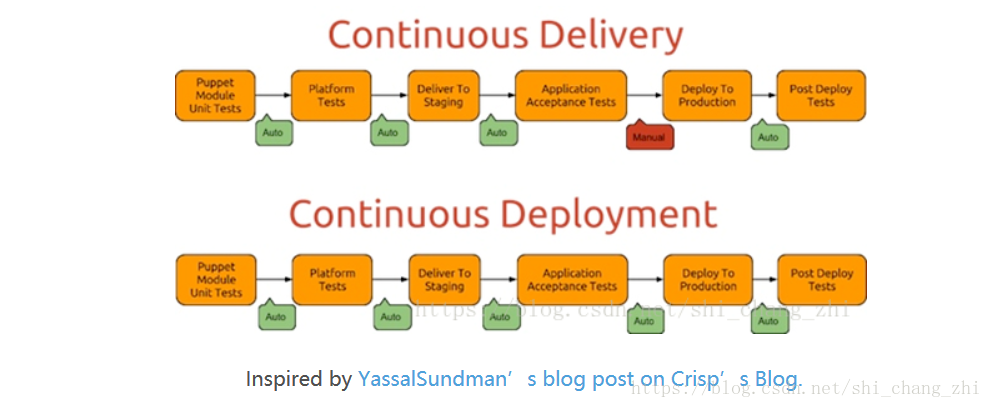 Continuous Delivery
Puppet
Module
Unit Tests
Platform
Tests
Deliver To
Staging
Application
Acceptance Tests
Deploy To
Production
Post Deploy
Tests
Auto
Auto
Auto
Manual
Auto
Continuous Deployment
Puppet
Module
Unit Tests
Platform
Tests
Deliver To
Staging
Application
Acceptance Tests
Deploy To
Production
Post Deploy
Tests
Auto
Auto
Auto
Auto
Auto
https://blog.csdn.net/shi_chang_zhi
Inspired by YassalSundman’s blog post on Crisp’s Blog.
https://blog.csdn.net/shi_chang_zhi